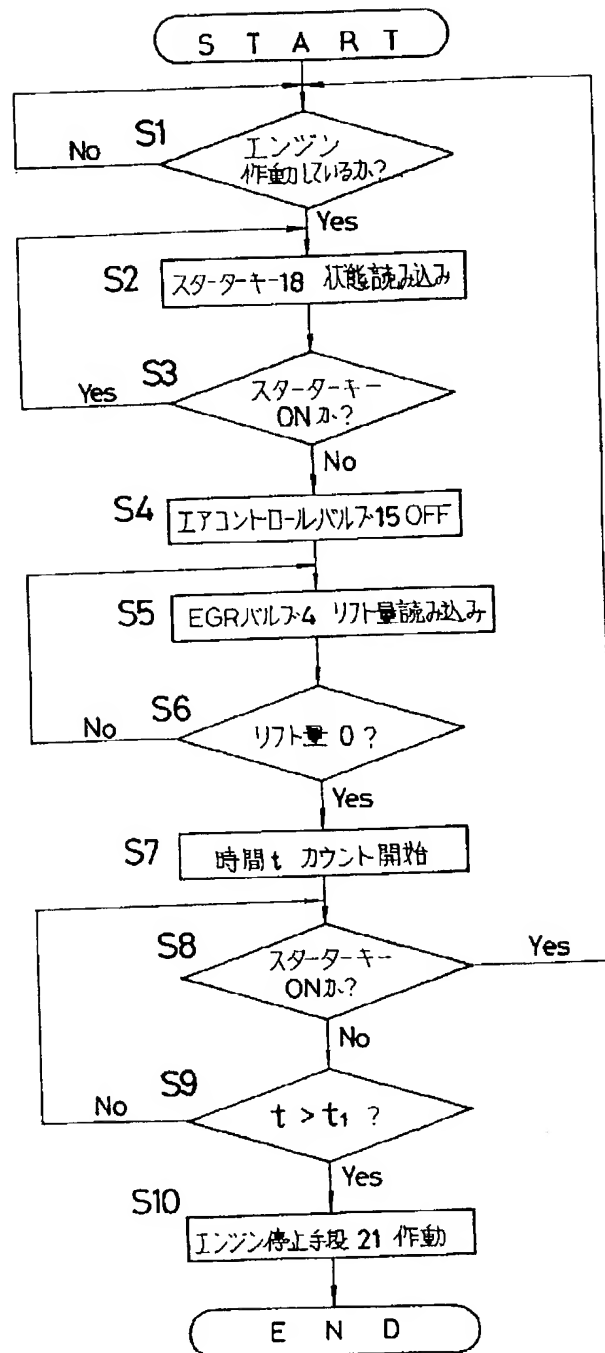 START
S1
エンジン
作動しているか?
No
Yes
S2
スターターキー18 状態読み込み
S3
スターターキー
ONか?
Yes
No
S4
エアコントロールバルブ15 OFF
S5
EGRバルブ4 リフト量読み込み
S6
リフト量 0 ?
No
Yes
S7
時間 t カウント開始
S8
スターターキー
ONか?
Yes
No
S9
t > t₁ ?
No
Yes
S10
エンジン停止手段 21 作動
END